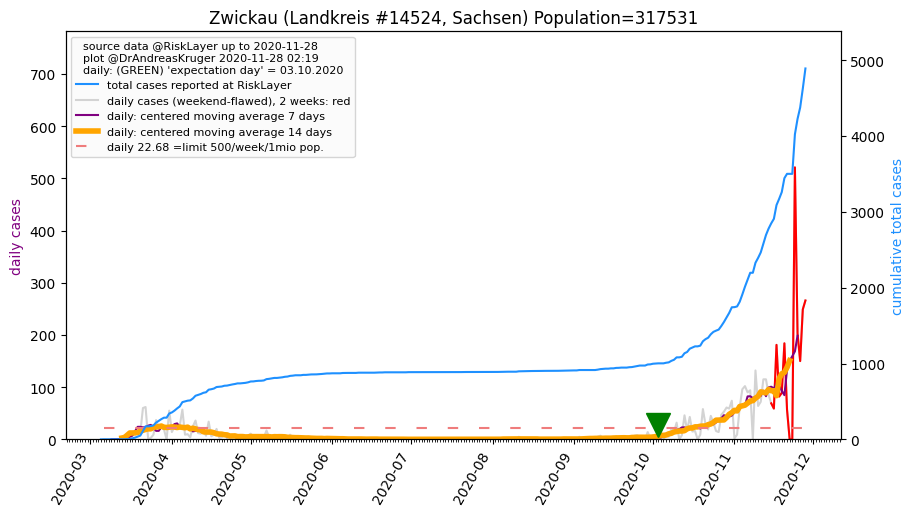 Zwickau (Landkreis #14524, Sachsen) Population=317531
source data @RiskLayer up to 2020-11-28
plot @DrAndreasKruger 2020-11-28 02:19
daily: (GREEN) 'expectation day' = 03.10.2020
total cases reported at RiskLayer
daily cases (weekend-flawed), 2 weeks: red
daily: centered moving average 7 days
daily: centered moving average 14 days
daily 22.68 =limit 500/week/1mio pop.
daily cases
700
600
500
400
300
200
100
0
cumulative total cases
5000
4000
3000
2000
1000
0
2020-03
2020-04
2020-05
2020-06
2020-07
2020-08
2020-09
2020-10
2020-11
2020-12